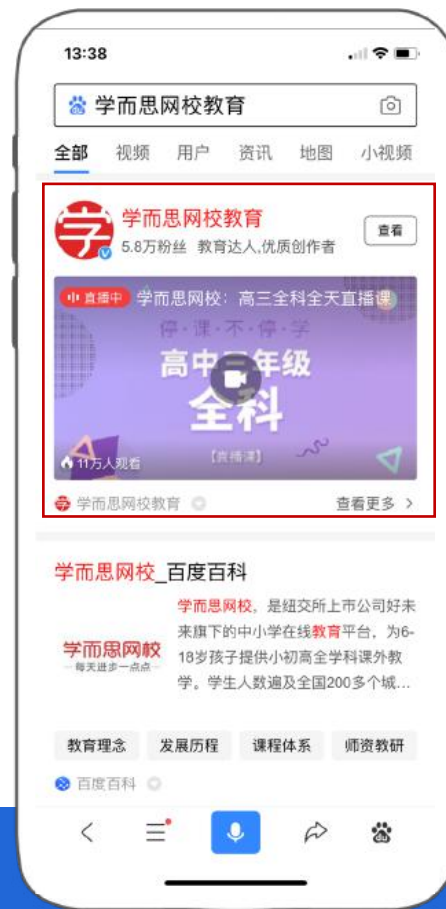 13:38
学而思网校教育
全部 视频 用户 资讯 地图 小视频
学
学而思网校教育
5.8万粉丝 教育达人,优质创作者
查看
直播中 学而思网校：高三全科全天直播课
停·课·不·停·学
高中三年级
全科
【直播课】
11万人观看
学而思网校教育
查看更多
学而思网校_百度百科
学而思网校，是纽交所上市公司好未
来旗下的中小学在线教育平台，为6-
18岁孩子提供小初高全学科课外教
学。学生人数遍及全国200多个城...
学而思网校
每天进步一点点
教育理念 发展历程 课程体系 师资教研
百度百科